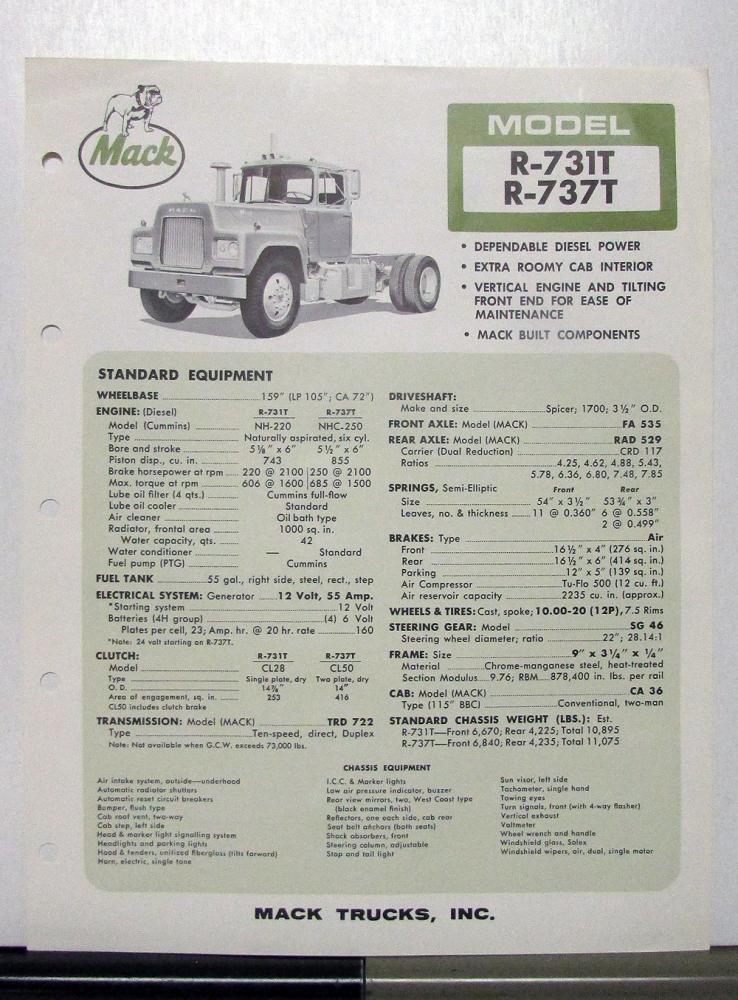 Mack
MACK
MODEL
R-731T
R-737T
• DEPENDABLE DIESEL POWER
• EXTRA ROOMY CAB INTERIOR
• VERTICAL ENGINE AND TILTING
FRONT END FOR EASE OF
MAINTENANCE
• MACK BUILT COMPONENTS
STANDARD EQUIPMENT
WHEELBASE 159" (LP 105"; CA 72")
ENGINE: (Diesel) R-731T R-737T
Model (Cummins) NH-220 NHC-250
Type Naturally aspirated, six cyl.
Bore and stroke 5⅛" x 6" 5½" x 6"
Piston disp., cu. in. 743 855
Brake horsepower at rpm 220 @ 2100 250 @ 2100
Max. torque at rpm 606 @ 1600 685 @ 1500
Lube oil filter (4 qts.) Cummins full-flow
Lube oil cooler Standard
Air cleaner Oil bath type
Radiator, frontal area 1000 sq. in.
Water capacity, qts. 42
Water conditioner — Standard
Fuel pump (PTG) Cummins
FUEL TANK 55 gal., right side, steel, rect., step
ELECTRICAL SYSTEM: Generator 12 Volt, 55 Amp.
*Starting system 12 Volt
Batteries (4H group) (4) 6 Volt
Plates per cell, 23; Amp. hr. @ 20 hr. rate 160
*Note: 24 volt starting on R-737T.
CLUTCH: R-731T R-737T
Model CL28 CL50
Type Single plate, dry Two plate, dry
O. D. 14⅞" 14"
Area of engagement, sq. in. 253 416
CL50 includes clutch brake
TRANSMISSION: Model (MACK) TRD 722
Type Ten-speed, direct, Duplex
Note: Not available when G.C.W. exceeds 73,000 lbs.
DRIVESHAFT:
Make and size Spicer; 1700; 3½" O.D.
FRONT AXLE: Model (MACK) FA 535
REAR AXLE: Model (MACK) RAD 529
Carrier (Dual Reduction) CRD 117
Ratios 4.25, 4.62, 4.88, 5.43,
5.78, 6.36, 6.80, 7.48, 7.85
SPRINGS, Semi-Elliptic Front Rear
Size 54" x 3½" 53¾" x 3"
Leaves, no. & thickness 11 @ 0.360" 6 @ 0.558"
2 @ 0.499"
BRAKES: Type Air
Front 16½" x 4" (276 sq. in.)
Rear 16½" x 6" (414 sq. in.)
Parking 12" x 5" (139 sq. in.)
Air Compressor Tu-Flo 500 (12 cu. ft.)
Air reservoir capacity 2235 cu. in. (approx.)
WHEELS & TIRES: Cast, spoke; 10.00-20 (12P), 7.5 Rims
STEERING GEAR: Model SG 46
Steering wheel diameter; ratio 22"; 28.14:1
FRAME: Size 9" x 3¼" x ¼"
Material Chrome-manganese steel, heat-treated
Section Modulus 9.76; RBM 878,400 in. lbs. per rail
CAB: Model (MACK) CA 36
Type (115" BBC) Conventional, two-man
STANDARD CHASSIS WEIGHT (LBS.): Est.
R-731T—Front 6,670; Rear 4,225; Total 10,895
R-737T—Front 6,840; Rear 4,235; Total 11,075
CHASSIS EQUIPMENT
Air intake system, outside—underhood
Automatic radiator shutters
Automatic reset circuit breakers
Bumper, flush type
Cab roof vent, two-way
Cab step, left side
Head & marker light signalling system
Headlights and parking lights
Hood & fenders, unitized fiberglass (tilts forward)
Horn, electric, single tone
I.C.C. & Marker lights
Low air pressure indicator, buzzer
Rear view mirrors, two, West Coast type
(black enamel finish)
Reflectors, one each side, cab rear
Seat belt anchors (both seats)
Shock absorbers, front
Steering column, adjustable
Stop and tail light
Sun visor, left side
Tachometer, single hand
Towing eyes
Turn signals, front (with 4-way flasher)
Vertical exhaust
Voltmeter
Wheel wrench and handle
Windshield glass, Solex
Windshield wipers, air, dual, single motor
MACK TRUCKS, INC.